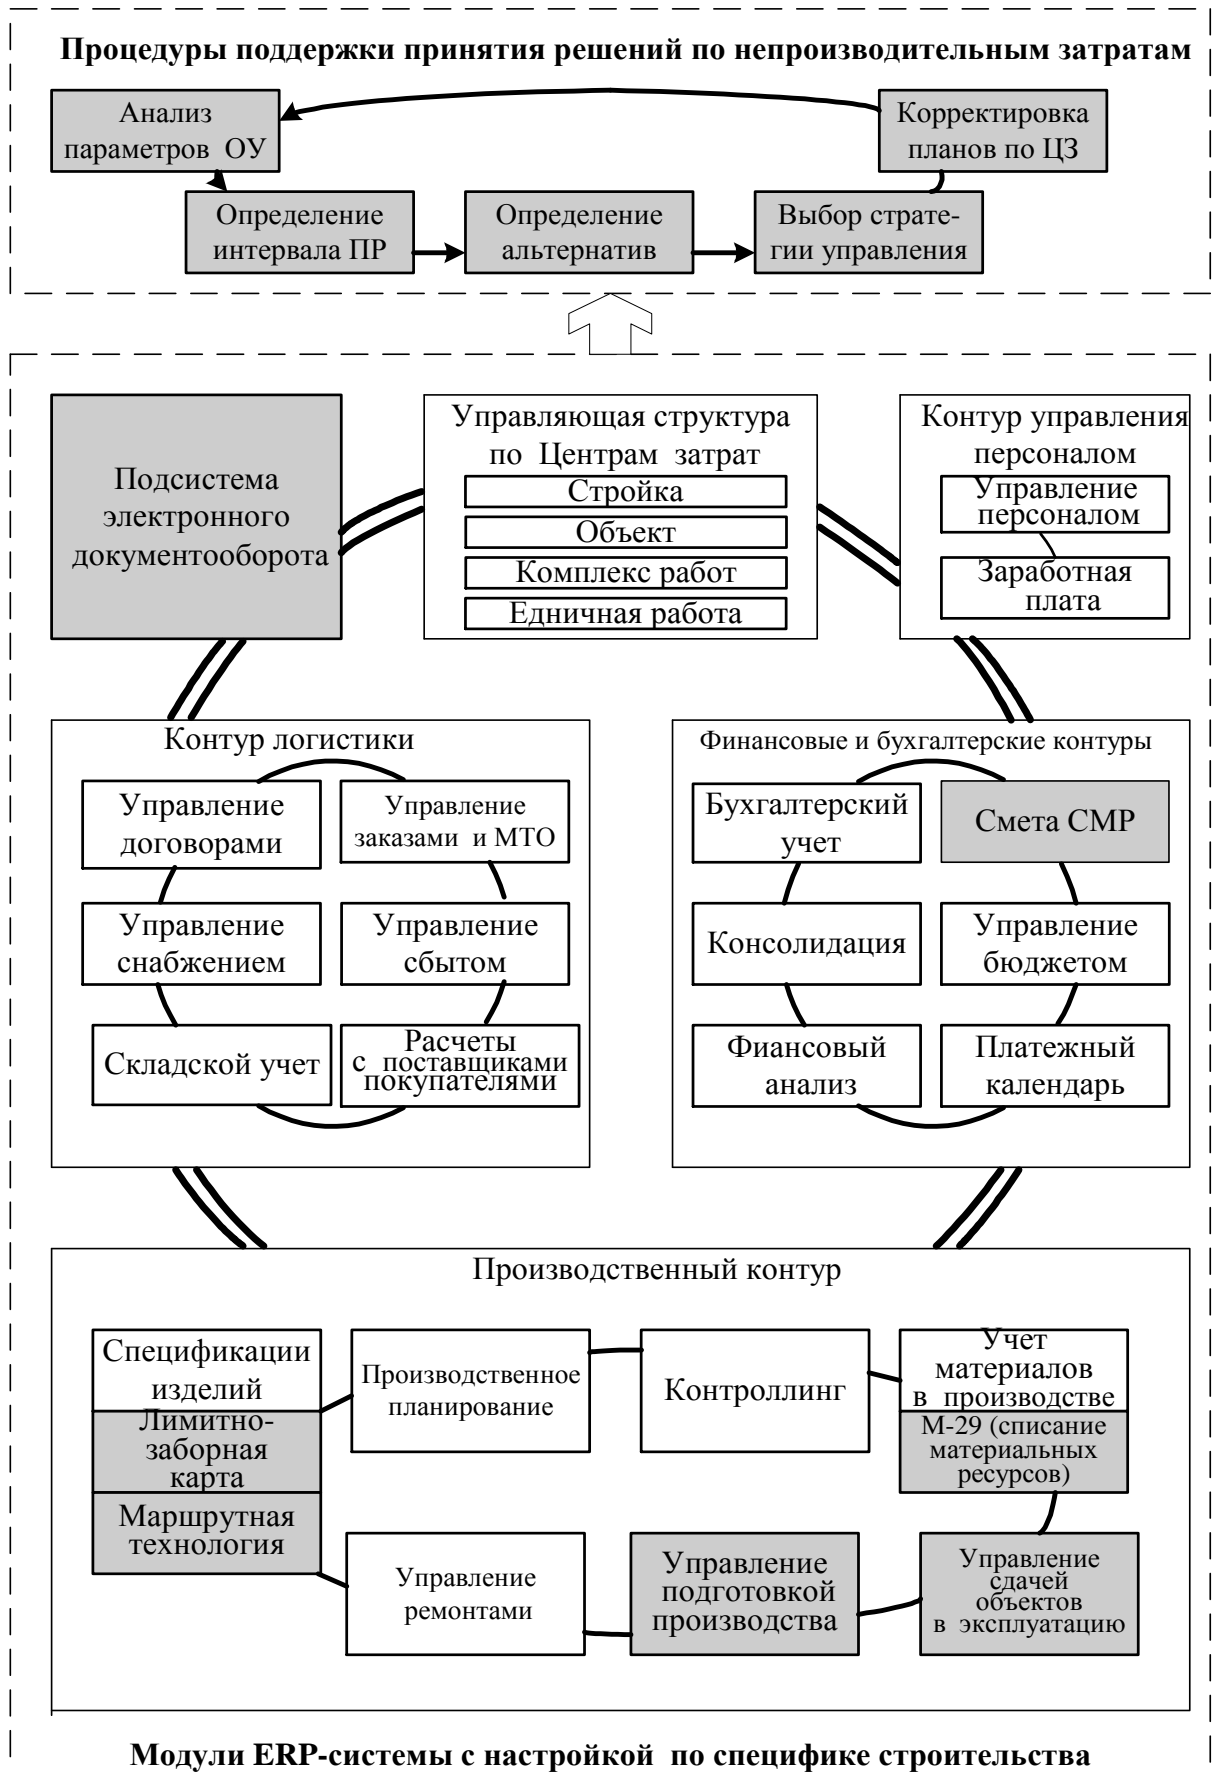 Процедуры поддержки принятия решений по непроизводительным затратам
Анализ
параметров ОУ
Корректировка
планов по ЦЗ
Определение
интервала ПР
Определение
альтернатив
Выбор страте-
гии управления
Подсистема
электронного
документооборота
Управляющая структура
по Центрам затрат
Стройка
Объект
Комплекс работ
Едничная работа
Контур управления
персоналом
Управление
персоналом
Заработная
плата
Контур логистики
Управление
договорами
Управление
заказами и МТО
Управление
снабжением
Управление
сбытом
Складской учет
Расчеты
с поставщиками
покупателями
Финансовые и бухгалтерские контуры
Бухгалтерский
учет
Смета СМР
Консолидация
Управление
бюджетом
Фиансовый
анализ
Платежный
календарь
Производственный контур
Спецификации
изделий
Лимитно-
заборная
карта
Маршрутная
технология
Производственное
планирование
Контроллинг
Учет
материалов
в производстве
М-29 (списание
материальных
ресурсов)
Управление
ремонтами
Управление
подготовкой
производства
Управление
сдачей
объектов
в эксплуатацию
Модули ERP-системы с настройкой по специфике строительства